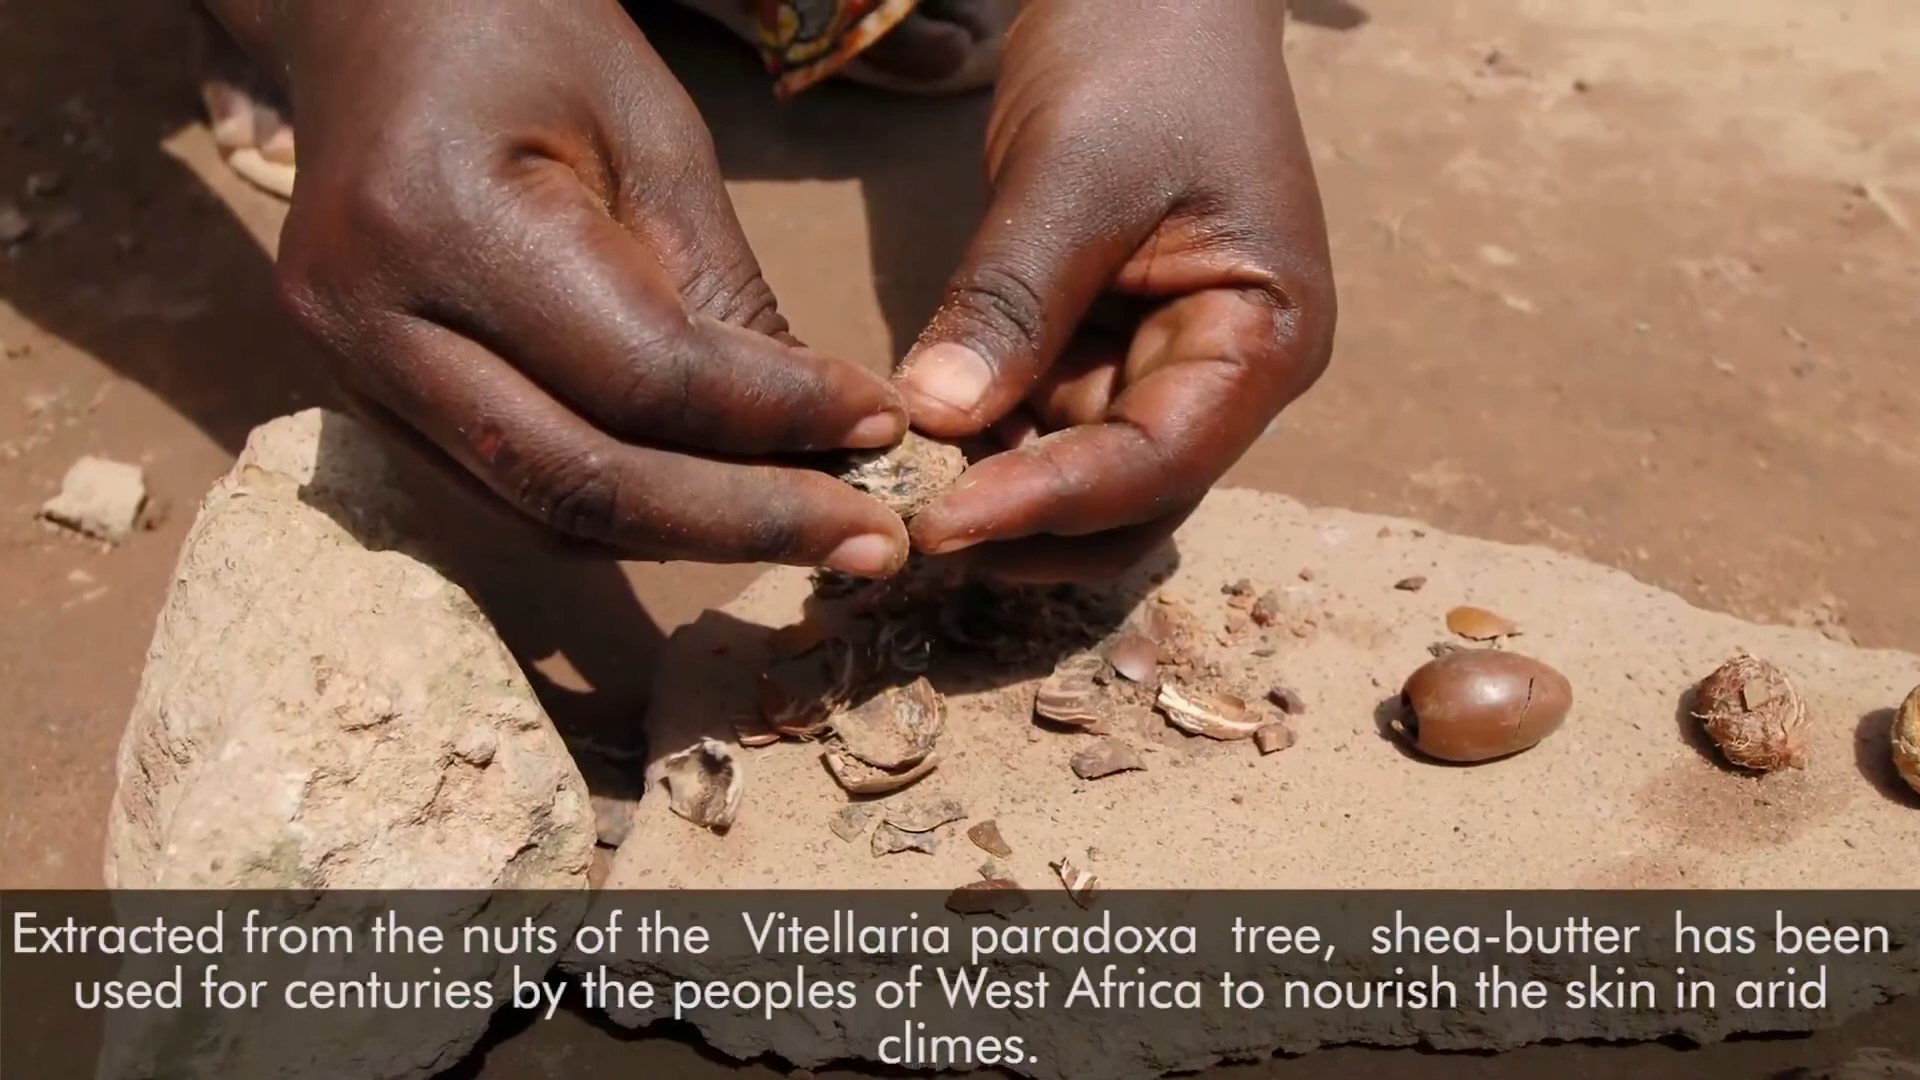 Extracted from the nuts of the Vitellaria paradoxa tree, shea-butter has been
used for centuries by the peoples of West Africa to nourish the skin in arid
climes.